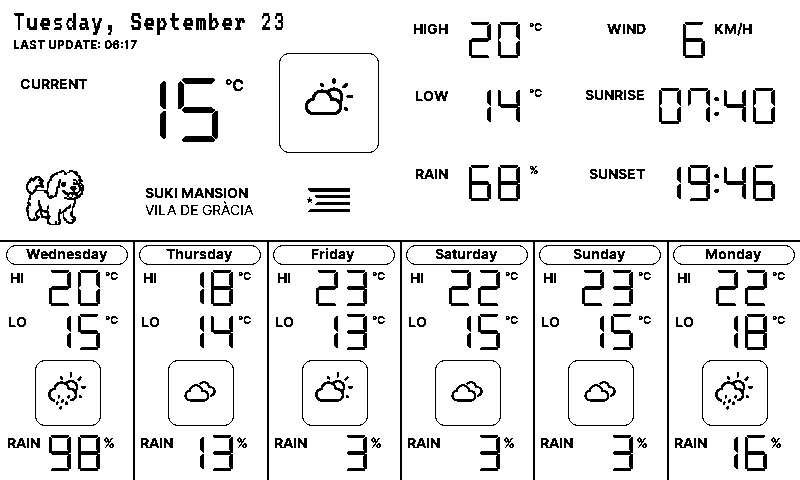 Tuesday, September 23
LAST UPDATE: 06:17
CURRENT 15 °C
SUKI MANSION
VILA DE GRÀCIA
HIGH 20 °C
LOW 14 °C
RAIN 68 %
WIND 6 KM/H
SUNRISE 07:40
SUNSET 19:46
Wednesday
HI 20 °C
LO 15 °C
RAIN 98 %
Thursday
HI 18 °C
LO 14 °C
RAIN 13 %
Friday
HI 23 °C
LO 13 °C
RAIN 3 %
Saturday
HI 22 °C
LO 15 °C
RAIN 3 %
Sunday
HI 23 °C
LO 15 °C
RAIN 3 %
Monday
HI 22 °C
LO 18 °C
RAIN 16 %